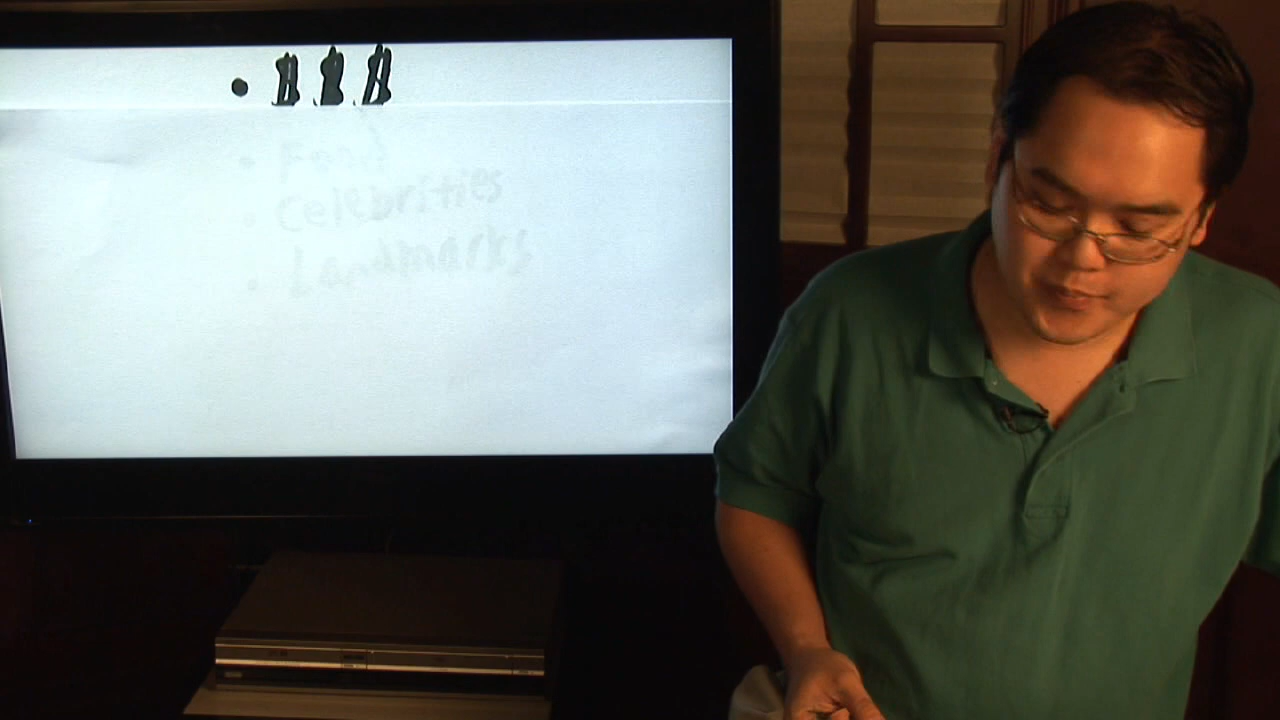 • Food
• Celebrities
• Landmarks